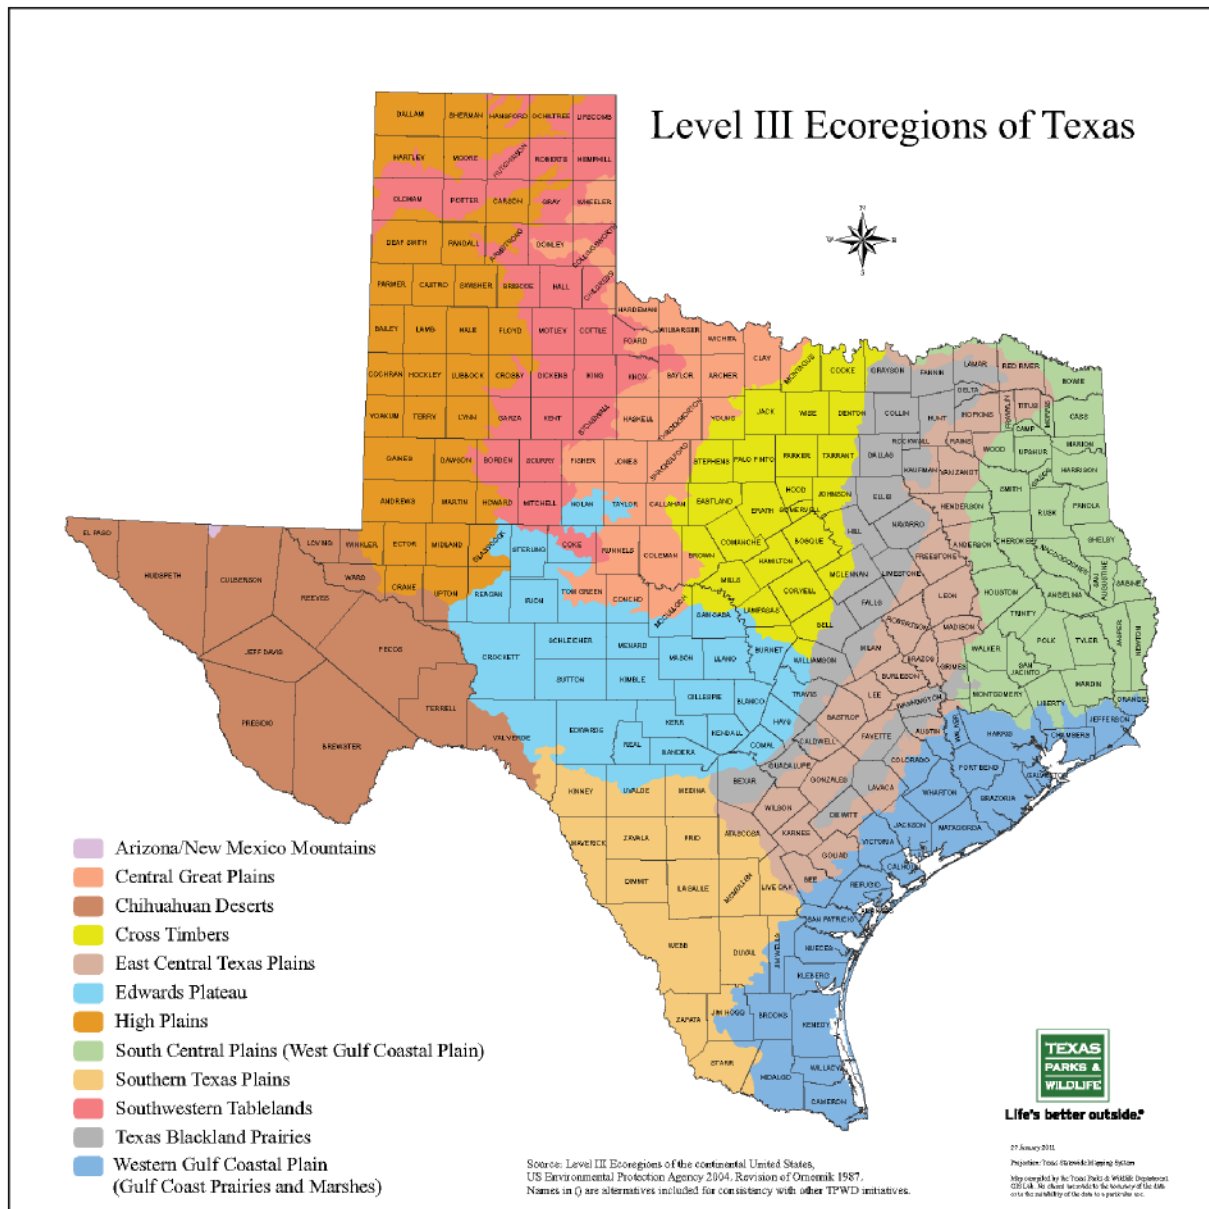 Level III Ecoregions of Texas
N
W E
S
DALLAM SHERMAN HANSFORD OCHILTREE LIPSCOMB
HARTLEY MOORE HUTCHINSON ROBERTS HEMPHILL
OLDHAM POTTER CARSON GRAY WHEELER
DEAF SMITH RANDALL ARMSTRONG DONLEY COLLINGSWORTH
PARMER CASTRO SWISHER BRISCOE HALL CHILDRESS
BAILEY LAMB HALE FLOYD MOTLEY COTTLE HARDEMAN FOARD WILBARGER WICHITA CLAY MONTAGUE COOKE GRAYSON FANNIN LAMAR RED RIVER BOWIE
COCHRAN HOCKLEY LUBBOCK CROSBY DICKENS KING KNOX BAYLOR ARCHER DELTA
YOAKUM TERRY LYNN GARZA KENT STONEWALL HASKELL THROCKMORTON YOUNG JACK WISE DENTON COLLIN HUNT HOPKINS FRANKLIN TITUS MORRIS CASS
GAINES DAWSON BORDEN SCURRY FISHER JONES SHACKELFORD STEPHENS PALO PINTO PARKER TARRANT DALLAS ROCKWALL KAUFMAN RAINS VAN ZANDT WOOD CAMP UPSHUR MARION HARRISON
ANDREWS MARTIN HOWARD MITCHELL NOLAN TAYLOR CALLAHAN EASTLAND ERATH HOOD SOMERVELL JOHNSON ELLIS NAVARRO HENDERSON SMITH RUSK PANOLA
EL PASO HUDSPETH CULBERSON REEVES LOVING WINKLER WARD ECTOR MIDLAND CRANE UPTON GLASSCOCK STERLING COKE RUNNELS COLEMAN BROWN COMANCHE HAMILTON BOSQUE HILL FREESTONE ANDERSON CHEROKEE NACOGDOCHES SHELBY SAN AUGUSTINE SABINE
REAGAN IRION TOM GREEN CONCHO MCCULLOCH MILLS LAMPASAS CORYELL MCLENNAN LIMESTONE FALLS LEON HOUSTON ANGELINA TRINITY
JEFF DAVIS PECOS CROCKETT SCHLEICHER MENARD SAN SABA MASON LLANO BURNET BELL WILLIAMSON MILAM ROBERTSON MADISON BRAZOS GRIMES WALKER SAN JACINTO POLK TYLER JASPER NEWTON
PRESIDIO BREWSTER TERRELL VAL VERDE SUTTON KIMBLE GILLESPIE BLANCO TRAVIS HAYS LEE BURLESON WASHINGTON MONTGOMERY LIBERTY HARDIN ORANGE
EDWARDS REAL KERR KENDALL BANDERA COMAL CALDWELL BASTROP FAYETTE AUSTIN WALLER HARRIS CHAMBERS JEFFERSON
KINNEY UVALDE MEDINA BEXAR GUADALUPE GONZALES LAVACA COLORADO FORT BEND GALVESTON WHARTON BRAZORIA
MAVERICK ZAVALA FRIO ATASCOSA WILSON KARNES DEWITT JACKSON MATAGORDA VICTORIA CALHOUN
DIMMIT LASALLE MCMULLEN LIVE OAK BEE GOLIAD REFUGIO SAN PATRICIO
WEBB DUVAL JIM WELLS NUECES KLEBERG
ZAPATA JIM HOGG BROOKS KENEDY
STARR HIDALGO WILLACY CAMERON
Arizona/New Mexico Mountains
Central Great Plains
Chihuahuan Deserts
Cross Timbers
East Central Texas Plains
Edwards Plateau
High Plains
South Central Plains (West Gulf Coastal Plain)
Southern Texas Plains
Southwestern Tablelands
Texas Blackland Prairies
Western Gulf Coastal Plain
(Gulf Coast Prairies and Marshes)
TEXAS
PARKS &
WILDLIFE
Life's better outside.®
Source: Level III Ecoregions of the continental United States,
US Environmental Protection Agency 2004. Revision of Omernik 1987.
Names in () are alternatives included for consistency with other TPWD initiatives.
Projection: Texas Statewide Mapping System
Map compiled by the Texas Parks & Wildlife Department